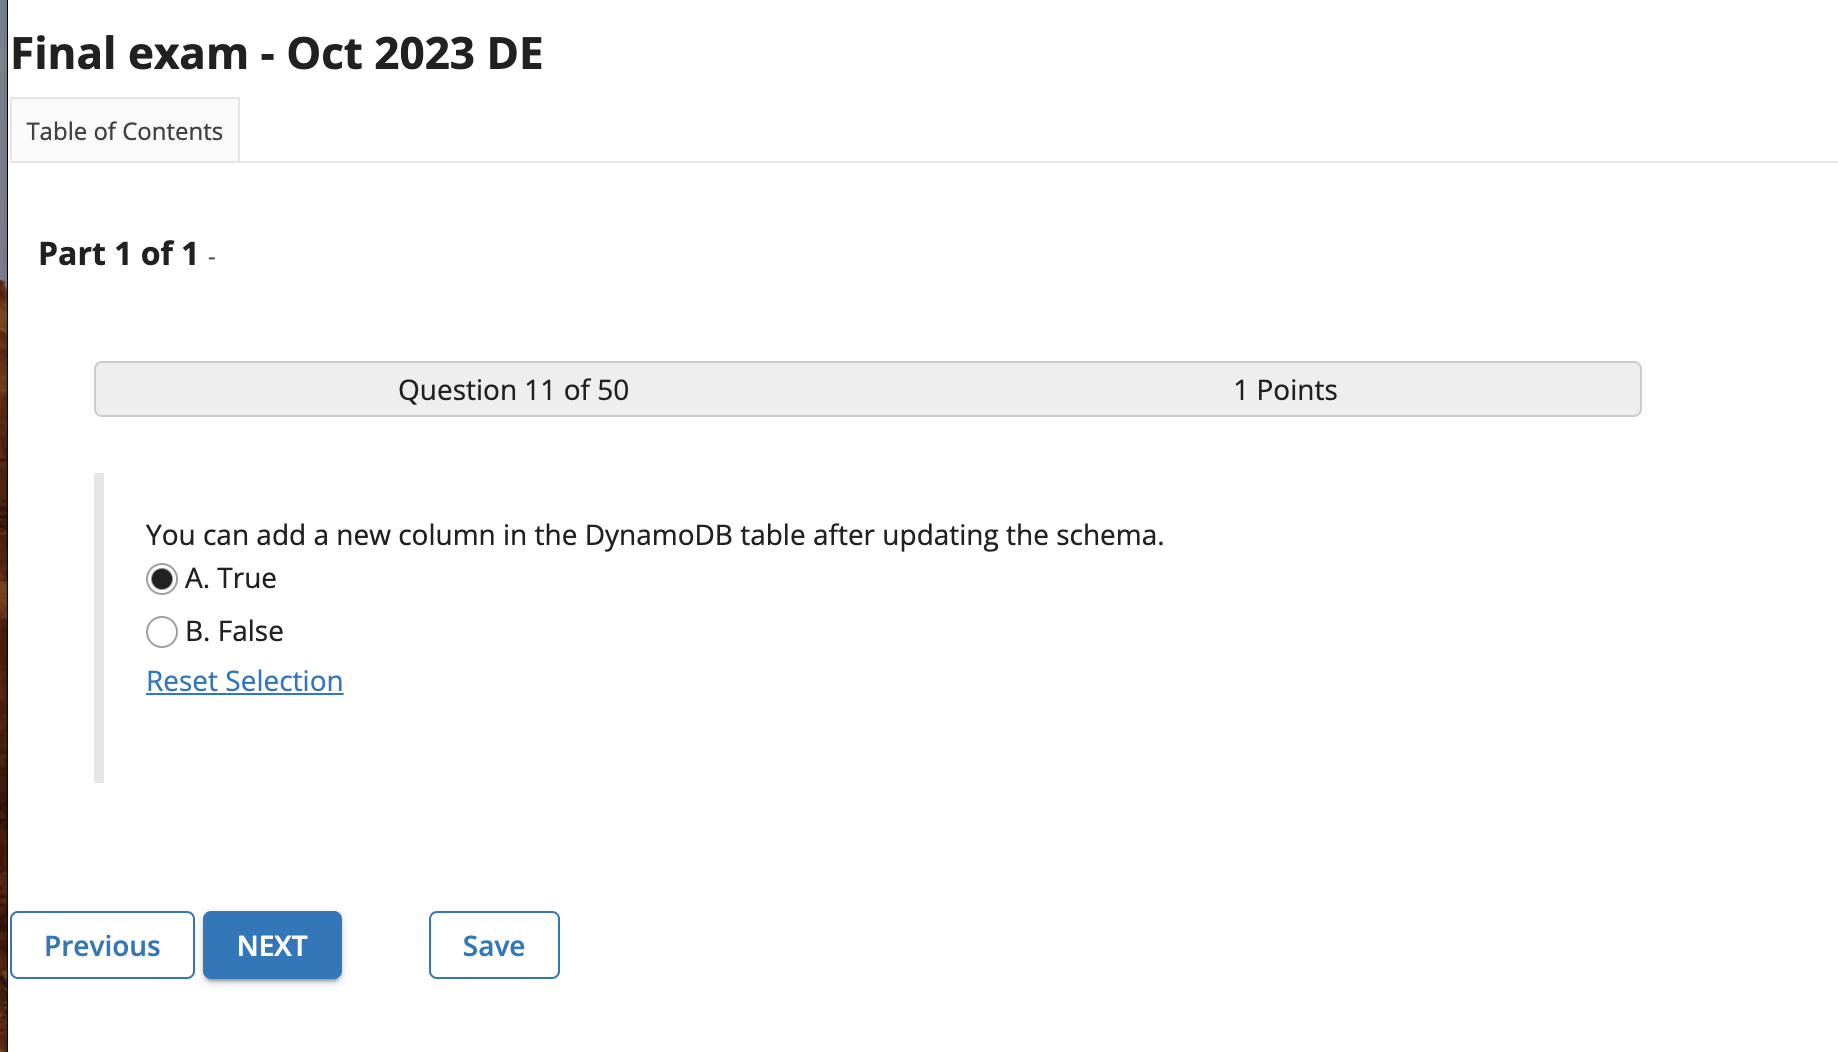 Final exam - Oct 2023 DE
Table of Contents
Part 1 of 1 -
Question 11 of 50 1 Points
You can add a new column in the DynamoDB table after updating the schema.
A. True
B. False
Reset Selection
Previous NEXT Save